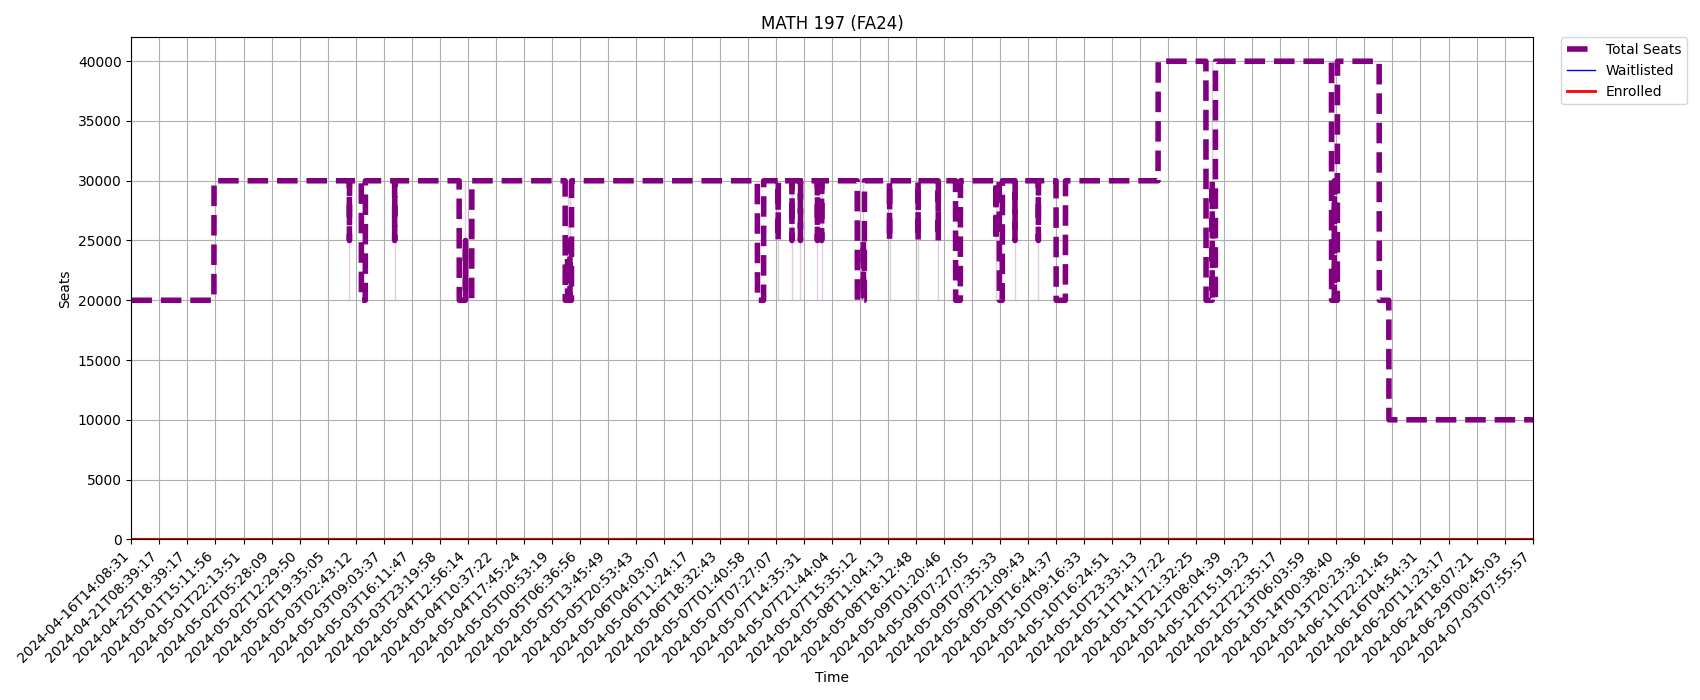 MATH 197 (FA24)
Total Seats
Waitlisted
Enrolled
Seats
40000
35000
30000
25000
20000
15000
10000
5000
0
2024-04-16T14:08:31
2024-04-21T08:39:17
2024-04-25T18:39:17
2024-05-01T15:11:56
2024-05-01T22:13:51
2024-05-02T05:28:09
2024-05-02T12:29:50
2024-05-02T19:35:05
2024-05-03T02:43:12
2024-05-03T09:03:37
2024-05-03T16:11:47
2024-05-03T23:19:58
2024-05-04T12:56:14
2024-05-04T10:37:22
2024-05-04T17:45:24
2024-05-05T00:53:19
2024-05-05T06:36:56
2024-05-05T13:45:49
2024-05-05T20:53:43
2024-05-06T04:03:07
2024-05-06T11:24:17
2024-05-06T18:32:43
2024-05-07T01:40:58
2024-05-07T07:27:07
2024-05-07T14:35:31
2024-05-07T21:44:04
2024-05-07T15:35:12
2024-05-08T11:04:13
2024-05-08T18:12:48
2024-05-09T01:20:46
2024-05-09T07:27:05
2024-05-09T07:35:33
2024-05-09T21:09:43
2024-05-09T16:44:37
2024-05-10T09:16:33
2024-05-10T16:24:51
2024-05-10T23:33:13
2024-05-11T14:17:22
2024-05-11T21:32:25
2024-05-12T08:04:39
2024-05-12T15:19:23
2024-05-12T22:35:17
2024-05-13T06:03:59
2024-05-14T00:38:40
2024-05-13T20:23:36
2024-06-11T22:21:45
2024-06-16T04:54:31
2024-06-20T11:23:17
2024-06-24T18:07:21
2024-06-29T00:45:03
2024-07-03T07:55:57
Time